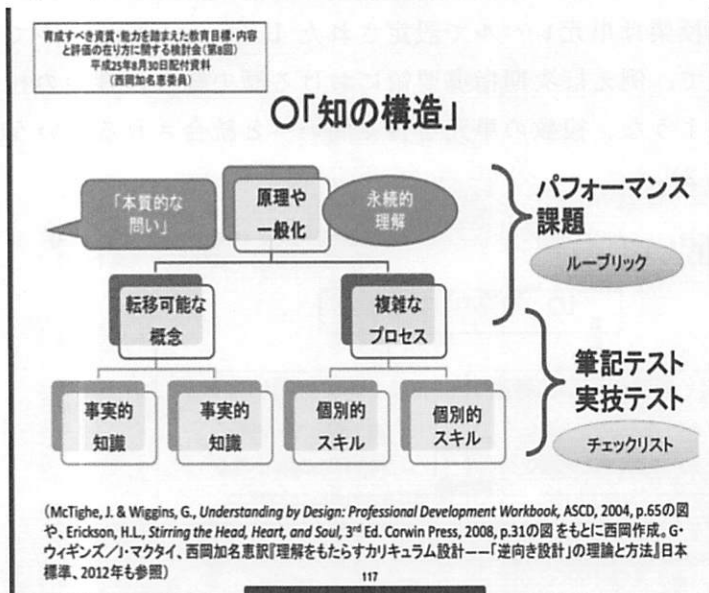 育成すべき資質・能力を踏まえた教育目標・内容
と評価の在り方に関する検討会(第8回)
平成25年8月30日配付資料
(西岡加名恵委員)
○「知の構造」
「本質的な
問い」
原理や
一般化
永続的
理解
パフォーマンス
課題
ルーブリック
転移可能な
概念
複雑な
プロセス
筆記テスト
実技テスト
チェックリスト
事実的
知識
事実的
知識
個別的
スキル
個別的
スキル
(McTighe, J. & Wiggins, G., Understanding by Design: Professional Development Workbook, ASCD, 2004, p.65の図
や、Erickson, H.L., Stirring the Head, Heart, and Soul, 3rd Ed. Corwin Press, 2008, p.31の図 をもとに西岡作成。G・
ウィギンズ/J・マクタイ、西岡加名恵訳『理解をもたらすカリキュラム設計――「逆向き設計」の理論と方法』日本
標準、2012年も参照)
117